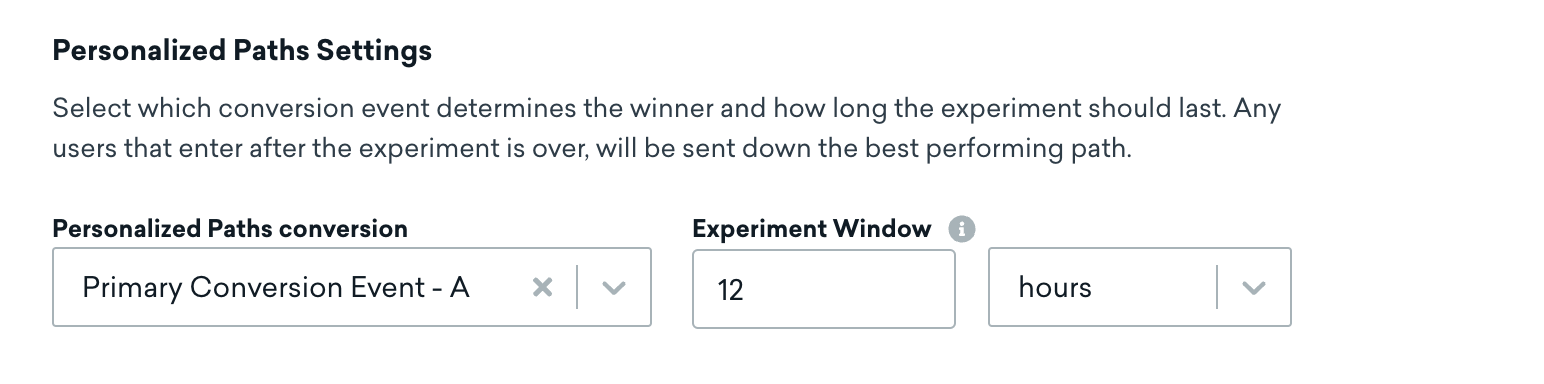 Personalized Paths Settings
Select which conversion event determines the winner and how long the experiment should last. Any
users that enter after the experiment is over, will be sent down the best performing path.
Personalized Paths conversion
Experiment Window
Primary Conversion Event - A
12
hours